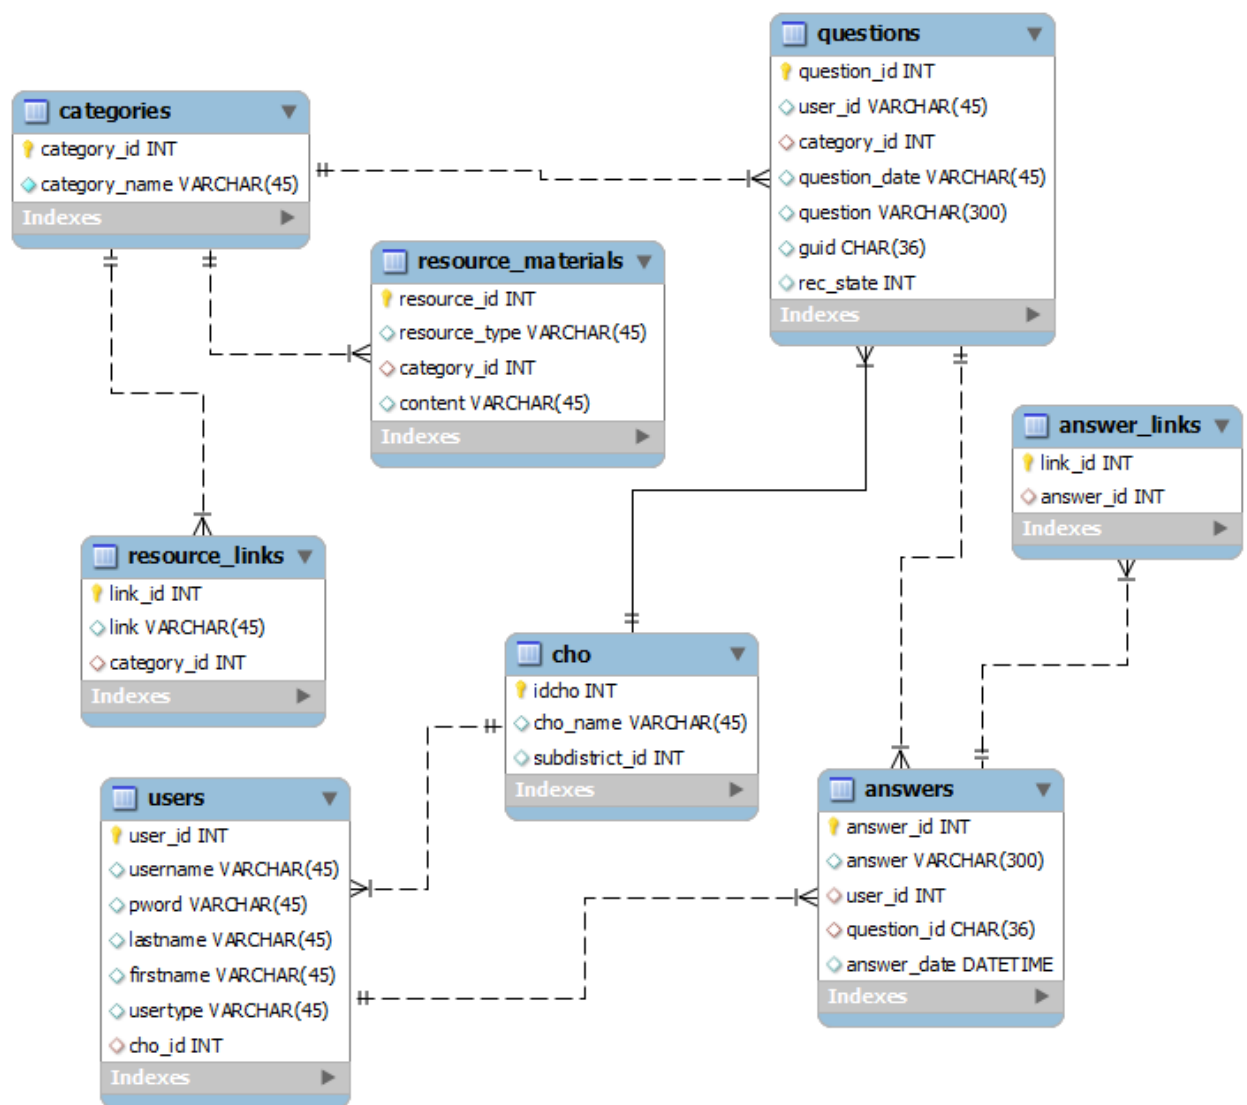 questions
question_id INT
user_id VARCHAR(45)
category_id INT
question_date VARCHAR(45)
question VARCHAR(300)
guid CHAR(36)
rec_state INT
Indexes
categories
category_id INT
category_name VARCHAR(45)
Indexes
resource_materials
resource_id INT
resource_type VARCHAR(45)
category_id INT
content VARCHAR(45)
Indexes
answer_links
link_id INT
answer_id INT
Indexes
resource_links
link_id INT
link VARCHAR(45)
category_id INT
Indexes
cho
idcho INT
cho_name VARCHAR(45)
subdistrict_id INT
Indexes
users
user_id INT
username VARCHAR(45)
pword VARCHAR(45)
lastname VARCHAR(45)
firstname VARCHAR(45)
usertype VARCHAR(45)
cho_id INT
Indexes
answers
answer_id INT
answer VARCHAR(300)
user_id INT
question_id CHAR(36)
answer_date DATETIME
Indexes